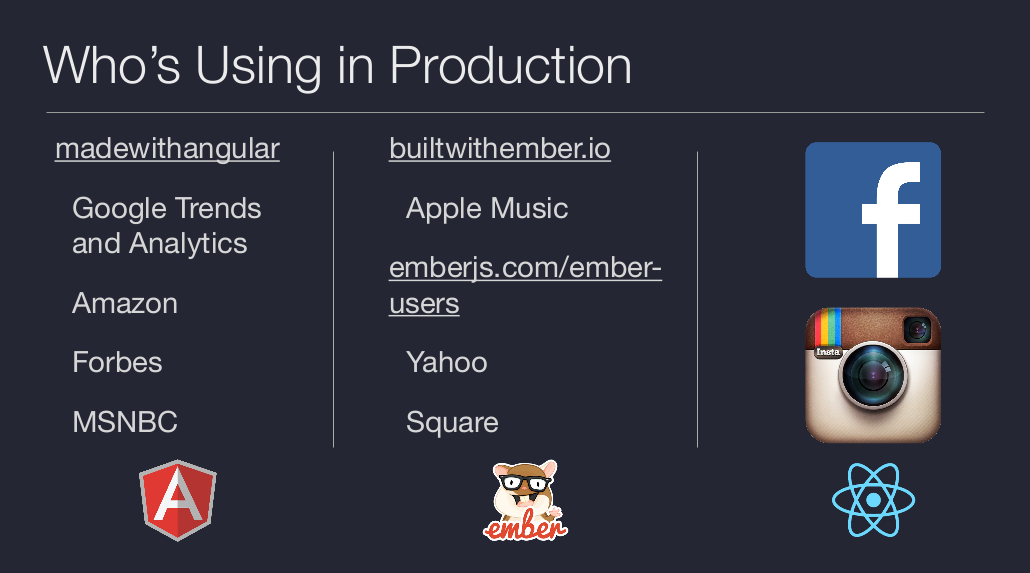 Who’s Using in Production
madewithangular
Google Trends
and Analytics
Amazon
Forbes
MSNBC
builtwithember.io
Apple Music
emberjs.com/ember-
users
Yahoo
Square
f
Insta
A
ember